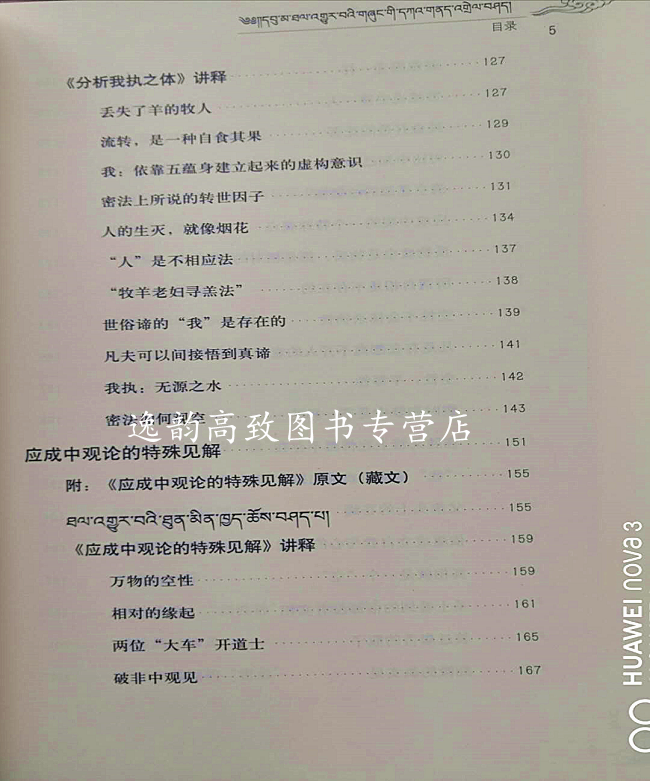 ༄༅།།དབུ་མ་ཐལ་འགྱུར་བའི་གཞུང་གི་དཀའ་གནད་འགྲེལ་བཤད།
目录 5
《分析我执之体》讲释 127
丢失了羊的牧人 127
流转，是一种自食其果 129
我：依靠五蕴身建立起来的虚构意识 130
密法上所说的转世因子 131
人的生灭，就像烟花 134
“人”是不相应法 137
“牧羊老妇寻羔法” 138
世俗谛的“我”是存在的 139
凡夫可以间接悟到真谛 141
我执：无源之水 142
密法如何观空 143
逸韵高致图书专营店
应成中观论的特殊见解 151
附：《应成中观论的特殊见解》原文（藏文） 155
ཐལ་འགྱུར་བའི་ཐུན་མིན་ཁྱད་ཆོས་བཤད་པ། 155
《应成中观论的特殊见解》讲释 159
万物的空性 159
相对的缘起 161
两位“大车”开道士 165
破非中观见 167
HUAWEI nova 3